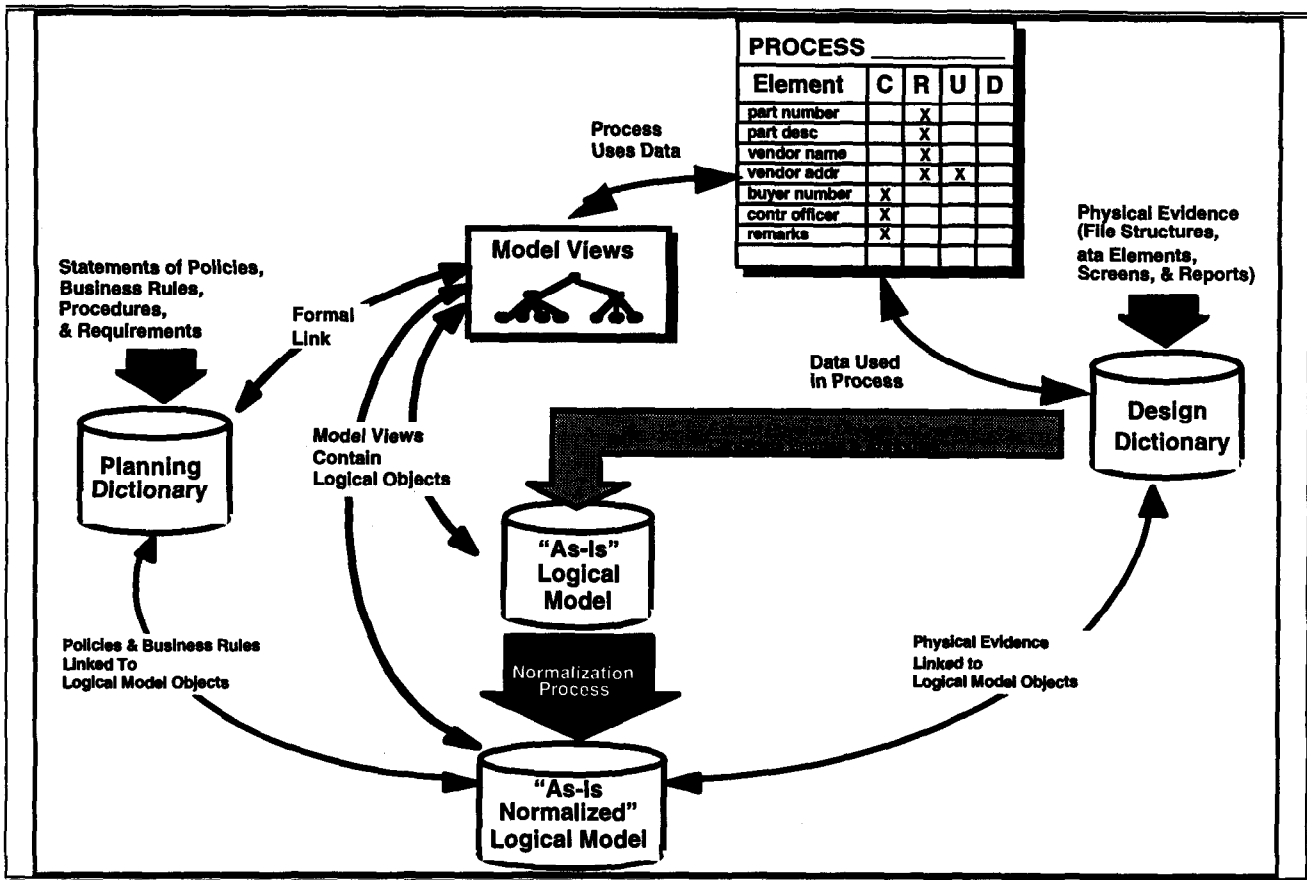 PROCESS
Element C R U D
part number X
part desc X
vendor name X
vendor addr X X
buyer number X
contr officer X
remarks X
Process
Uses Data
Model Views
Physical Evidence
(File Structures,
ata Elements,
Screens, & Reports)
Statements of Policies,
Business Rules,
Procedures,
& Requirements
Formal
Link
Data Used
in Process
Design
Dictionary
Planning
Dictionary
Model Views
Contain
Logical Objects
"As-Is"
Logical
Model
Policies & Business Rules
Linked To
Logical Model Objects
Normalization
Process
Physical Evidence
Linked to
Logical Model Objects
"As-is
Normalized"
Logical Model